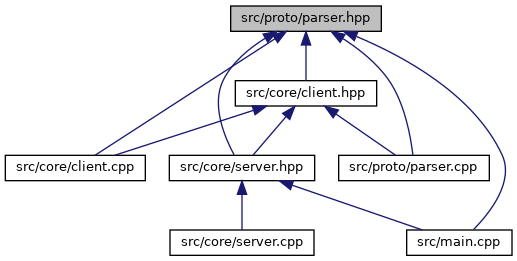 src/proto/parser.hpp
src/core/client.hpp
src/core/client.cpp
src/core/server.hpp
src/proto/parser.cpp
src/core/server.cpp
src/main.cpp